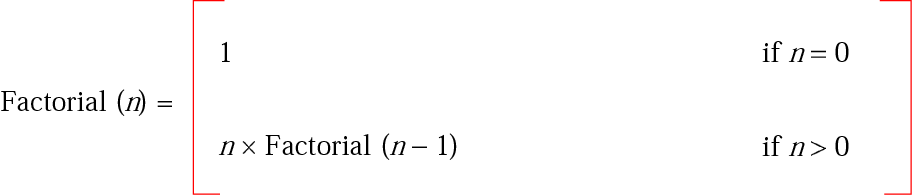 1 if n = 0
Factorial (n) =
n × Factorial (n − 1) if n > 0